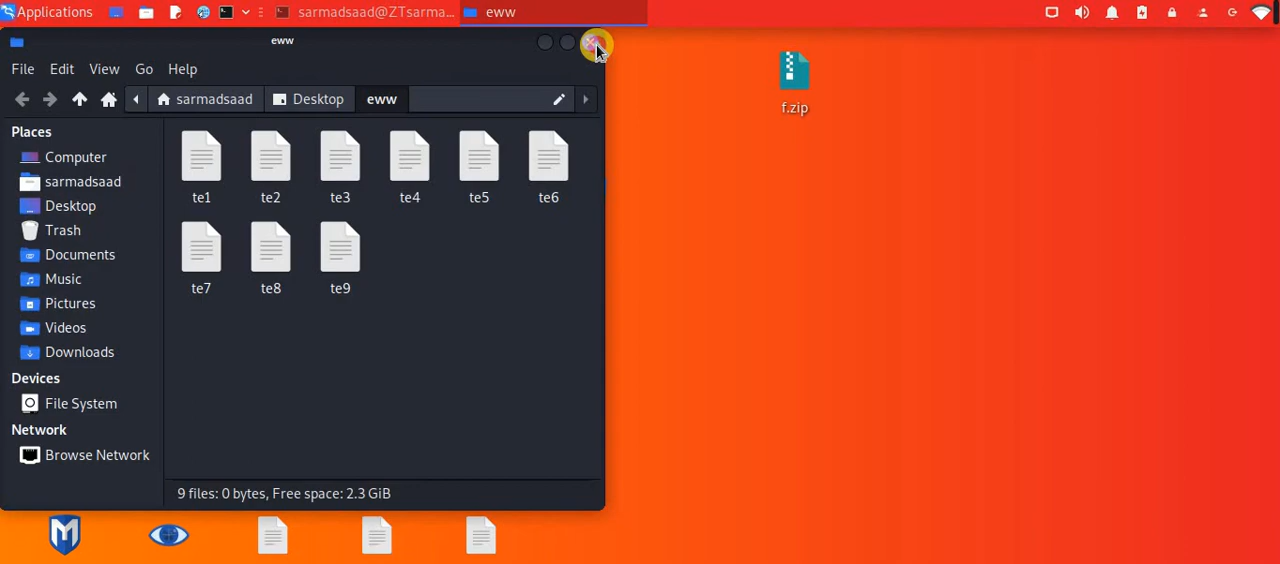 Applications sarmadsaad@ZTsarma... eww
eww
File Edit View Go Help
sarmadsaad Desktop eww
Places
Computer
sarmadsaad
Desktop
Trash
Documents
Music
Pictures
Videos
Downloads
Devices
File System
Network
Browse Network
te1 te2 te3 te4 te5 te6
te7 te8 te9
9 files: 0 bytes, Free space: 2.3 GiB
f.zip